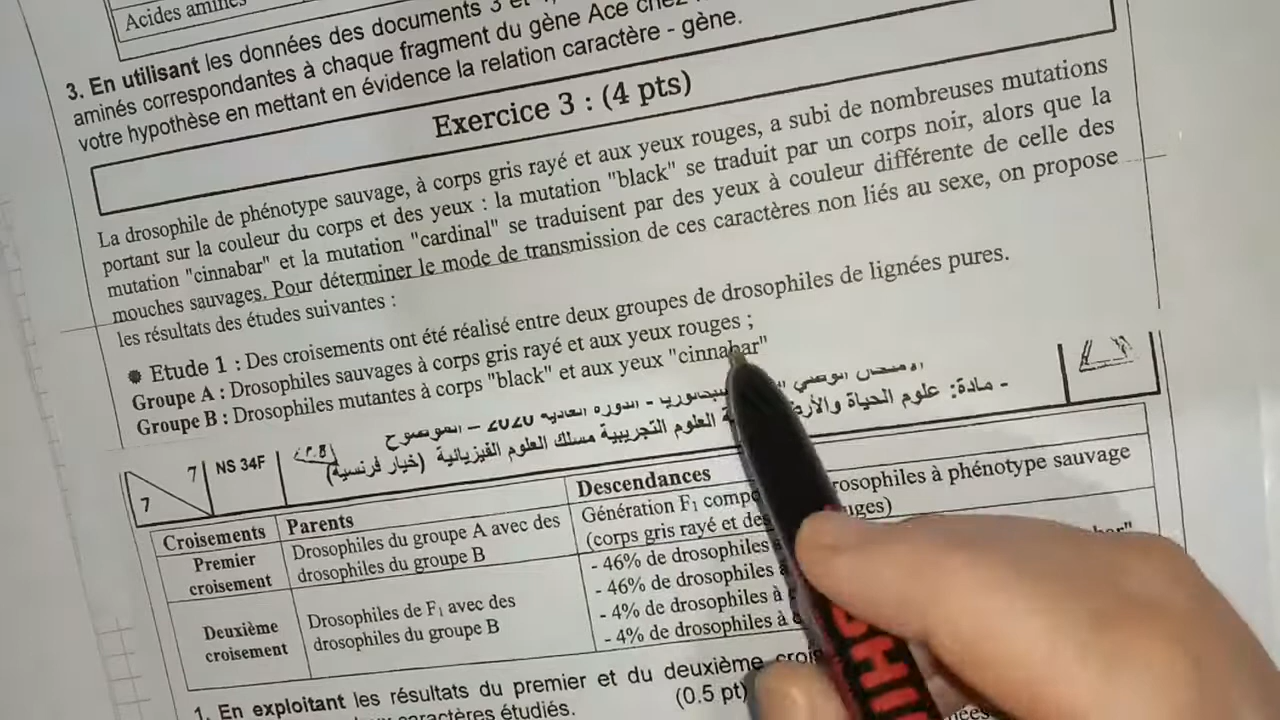 Acides aminés
3. En utilisant les données des documents 3 et
aminés correspondantes à chaque fragment du gène Ace chez
votre hypothèse en mettant en évidence la relation caractère - gène.
Exercice 3 : (4 pts)
La drosophile de phénotype sauvage, à corps gris rayé et aux yeux rouges, a subi de nombreuses mutations
portant sur la couleur du corps et des yeux : la mutation "black" se traduit par un corps noir, alors que la
mutation "cinnabar" et la mutation "cardinal" se traduisent par des yeux à couleur différente de celle des
mouches sauvages. Pour déterminer le mode de transmission de ces caractères non liés au sexe, on propose
les résultats des études suivantes :
Etude 1 : Des croisements ont été réalisé entre deux groupes de drosophiles de lignées pures.
Groupe A : Drosophiles sauvages à corps gris rayé et aux yeux rouges ;
Groupe B : Drosophiles mutantes à corps "black" et aux yeux "cinnabar"
7 7 NS 34F
- مادة: علوم الحياة والأرض العلوم التجريبية مسلك العلوم الفيزيائية (خيار فرنسية)
Croisements Parents Descendances
Premier croisement
Drosophiles du groupe A avec des
drosophiles du groupe B
Génération F1 drosophiles à phénotype sauvage
(corps gris rayé et des rouges)
Deuxième croisement
Drosophiles de F1 avec des
drosophiles du groupe B
- 46% de drosophiles
- 46% de drosophiles à
- 4% de drosophiles à
- 4% de drosophiles à
1. En exploitant les résultats du premier et du deuxième
caractères étudiés. (0.5 pt)